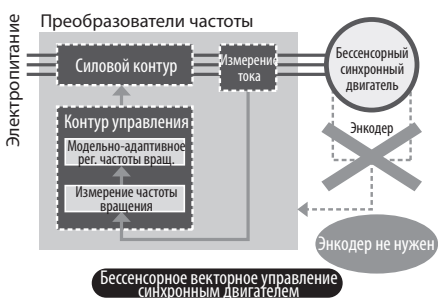 Преобразователи частоты
Электропитание
Силовой контур
Измерение
тока
Бессенсорный
синхронный
двигатель
Контур управления
Модельно-адаптивное
рег. частоты вращ.
Измерение частоты
вращения
Энкодер
Энкодер не нужен
Бессенсорное векторное управление
синхронным двигателем